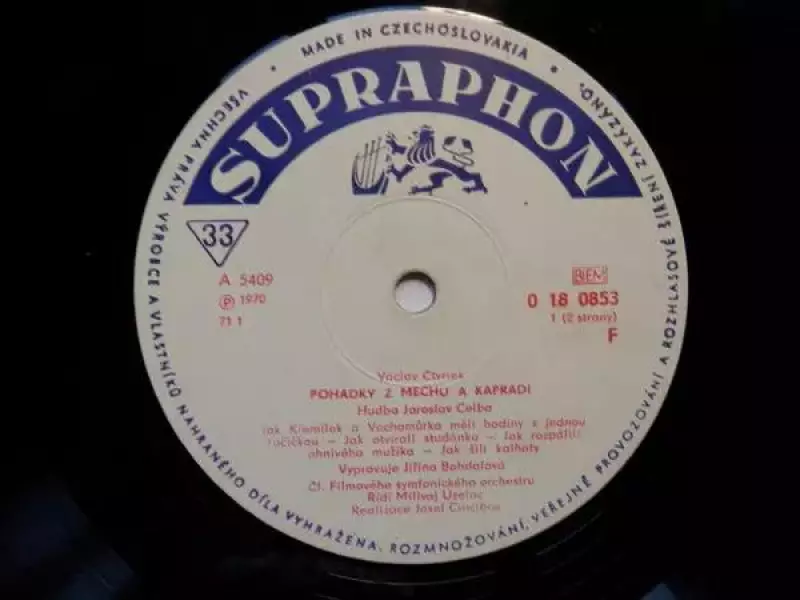 MADE IN CZECHOSLOVAKIA
SUPRAPHON
33
A 5409
Ⓟ 1970
71 1
BIEM
0 18 0853
1 (2 strany)
F
Václav Čtvrtek
POHÁDKY Z MECHU A KAPRADÍ
Hudba Jaroslav Celba
Jak Křemílek a Vochomůrka měli hodiny s jednou
ručičkou – Jak otvírali studánku – Jak rozpálili
ohnivého mužíka – Jak šili kalhoty
Vypravuje Jiřina Bohdalová
Čl. Filmového symfonického orchestru
Řídí Milivoj Uzelac
Realizace Josef
VŠECHNA PRÁVA VÝROBCE A VLASTNÍKŮ NAHRANÉHO DÍLA VYHRAŽENA. ROZMNOŽOVÁNÍ, VEŘEJNÉ PROVOZOVÁNÍ A ROZHLASOVÉ ŠÍŘENÍ ZAKÁZÁNO.